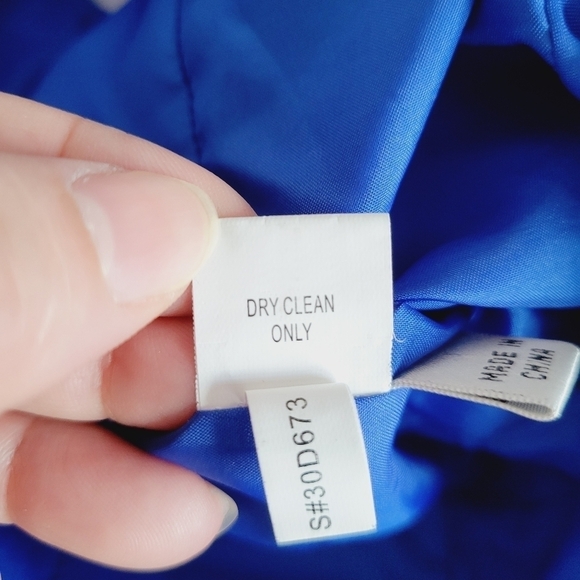 DRY CLEAN
ONLY
S#30D673
MADE IN
CHINA